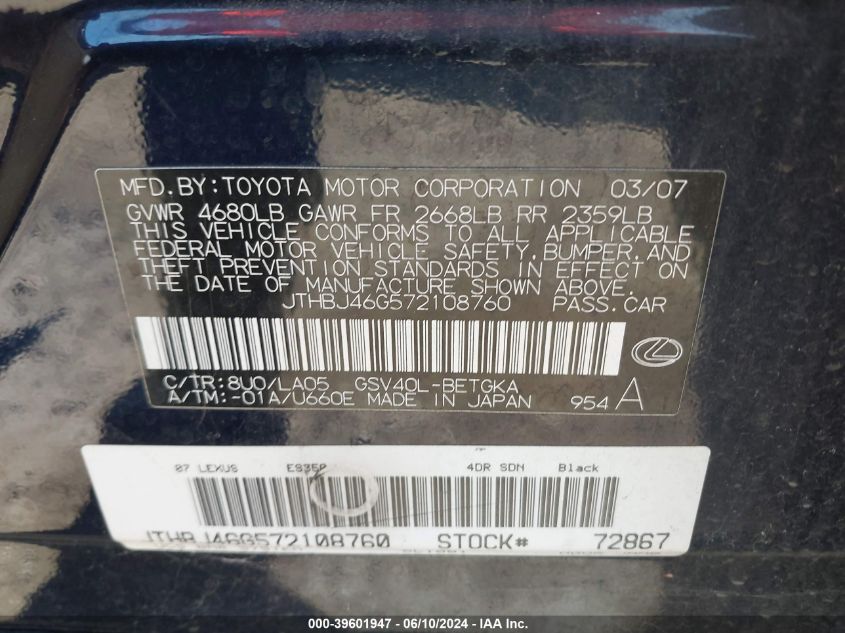 MFD.BY:TOYOTA MOTOR CORPORATION 03/07
GVWR 4680LB GAWR FR 2668LB RR 2359LB
THIS VEHICLE CONFORMS TO ALL APPLICABLE
FEDERAL MOTOR VEHICLE SAFETY,BUMPER,AND
THEFT PREVENTION STANDARDS IN EFFECT ON
THE DATE OF MANUFACTURE SHOWN ABOVE.
JTHBJ46G572108760 PASS.CAR
C/TR:8U0/LA05 GSV40L-BETGKA
A/TM:-01A/U660E MADE IN JAPAN 954 A
07 LEXUS ES350 4DR SDN Black
JTHBJ46G572108760 STOCK# 72867
000-39601947 - 06/10/2024 - IAA Inc.